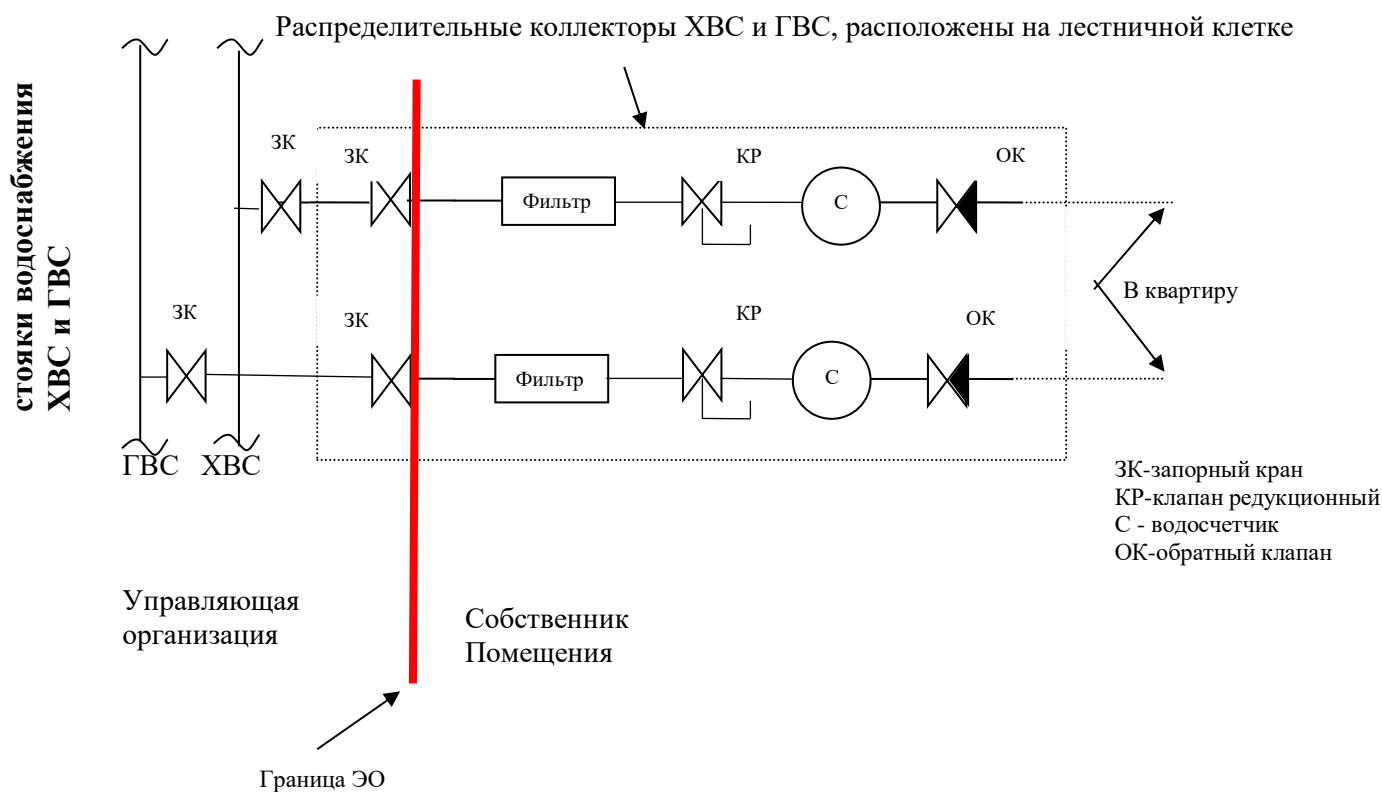 Распределительные коллекторы ХВС и ГВС, расположены на лестничной клетке
стояки водоснабжения
ХВС и ГВС
ЗК
ЗК
КР
ОК
Фильтр
С
В квартиру
ЗК
ЗК
КР
ОК
Фильтр
С
ГВС
ХВС
ЗК-запорный кран
КР-клапан редукционный
С - водосчетчик
ОК-обратный клапан
Управляющая
организация
Собственник
Помещения
Граница ЭО